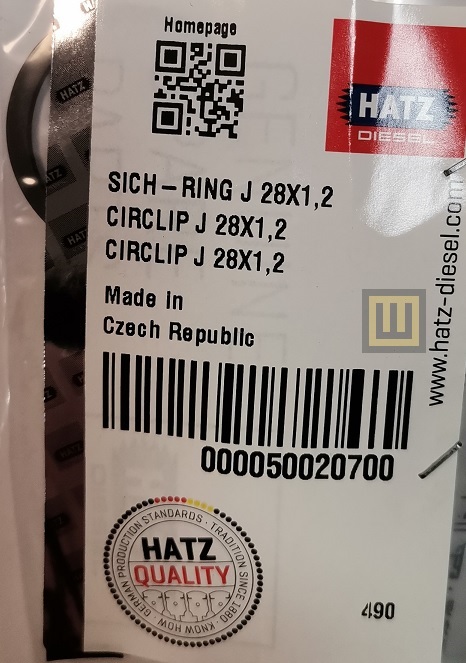 Homepage
HATZ
DIESEL
SICH-RING J 28X1,2
CIRCLIP J 28X1,2
CIRCLIP J 28X1,2
Made in
Czech Republic
www.hatz-diesel.com
000050020700
GERMAN PRODUCTION STANDARDS · TRADITION SINCE 1880 · KNOW HOW
HATZ
QUALITY
490